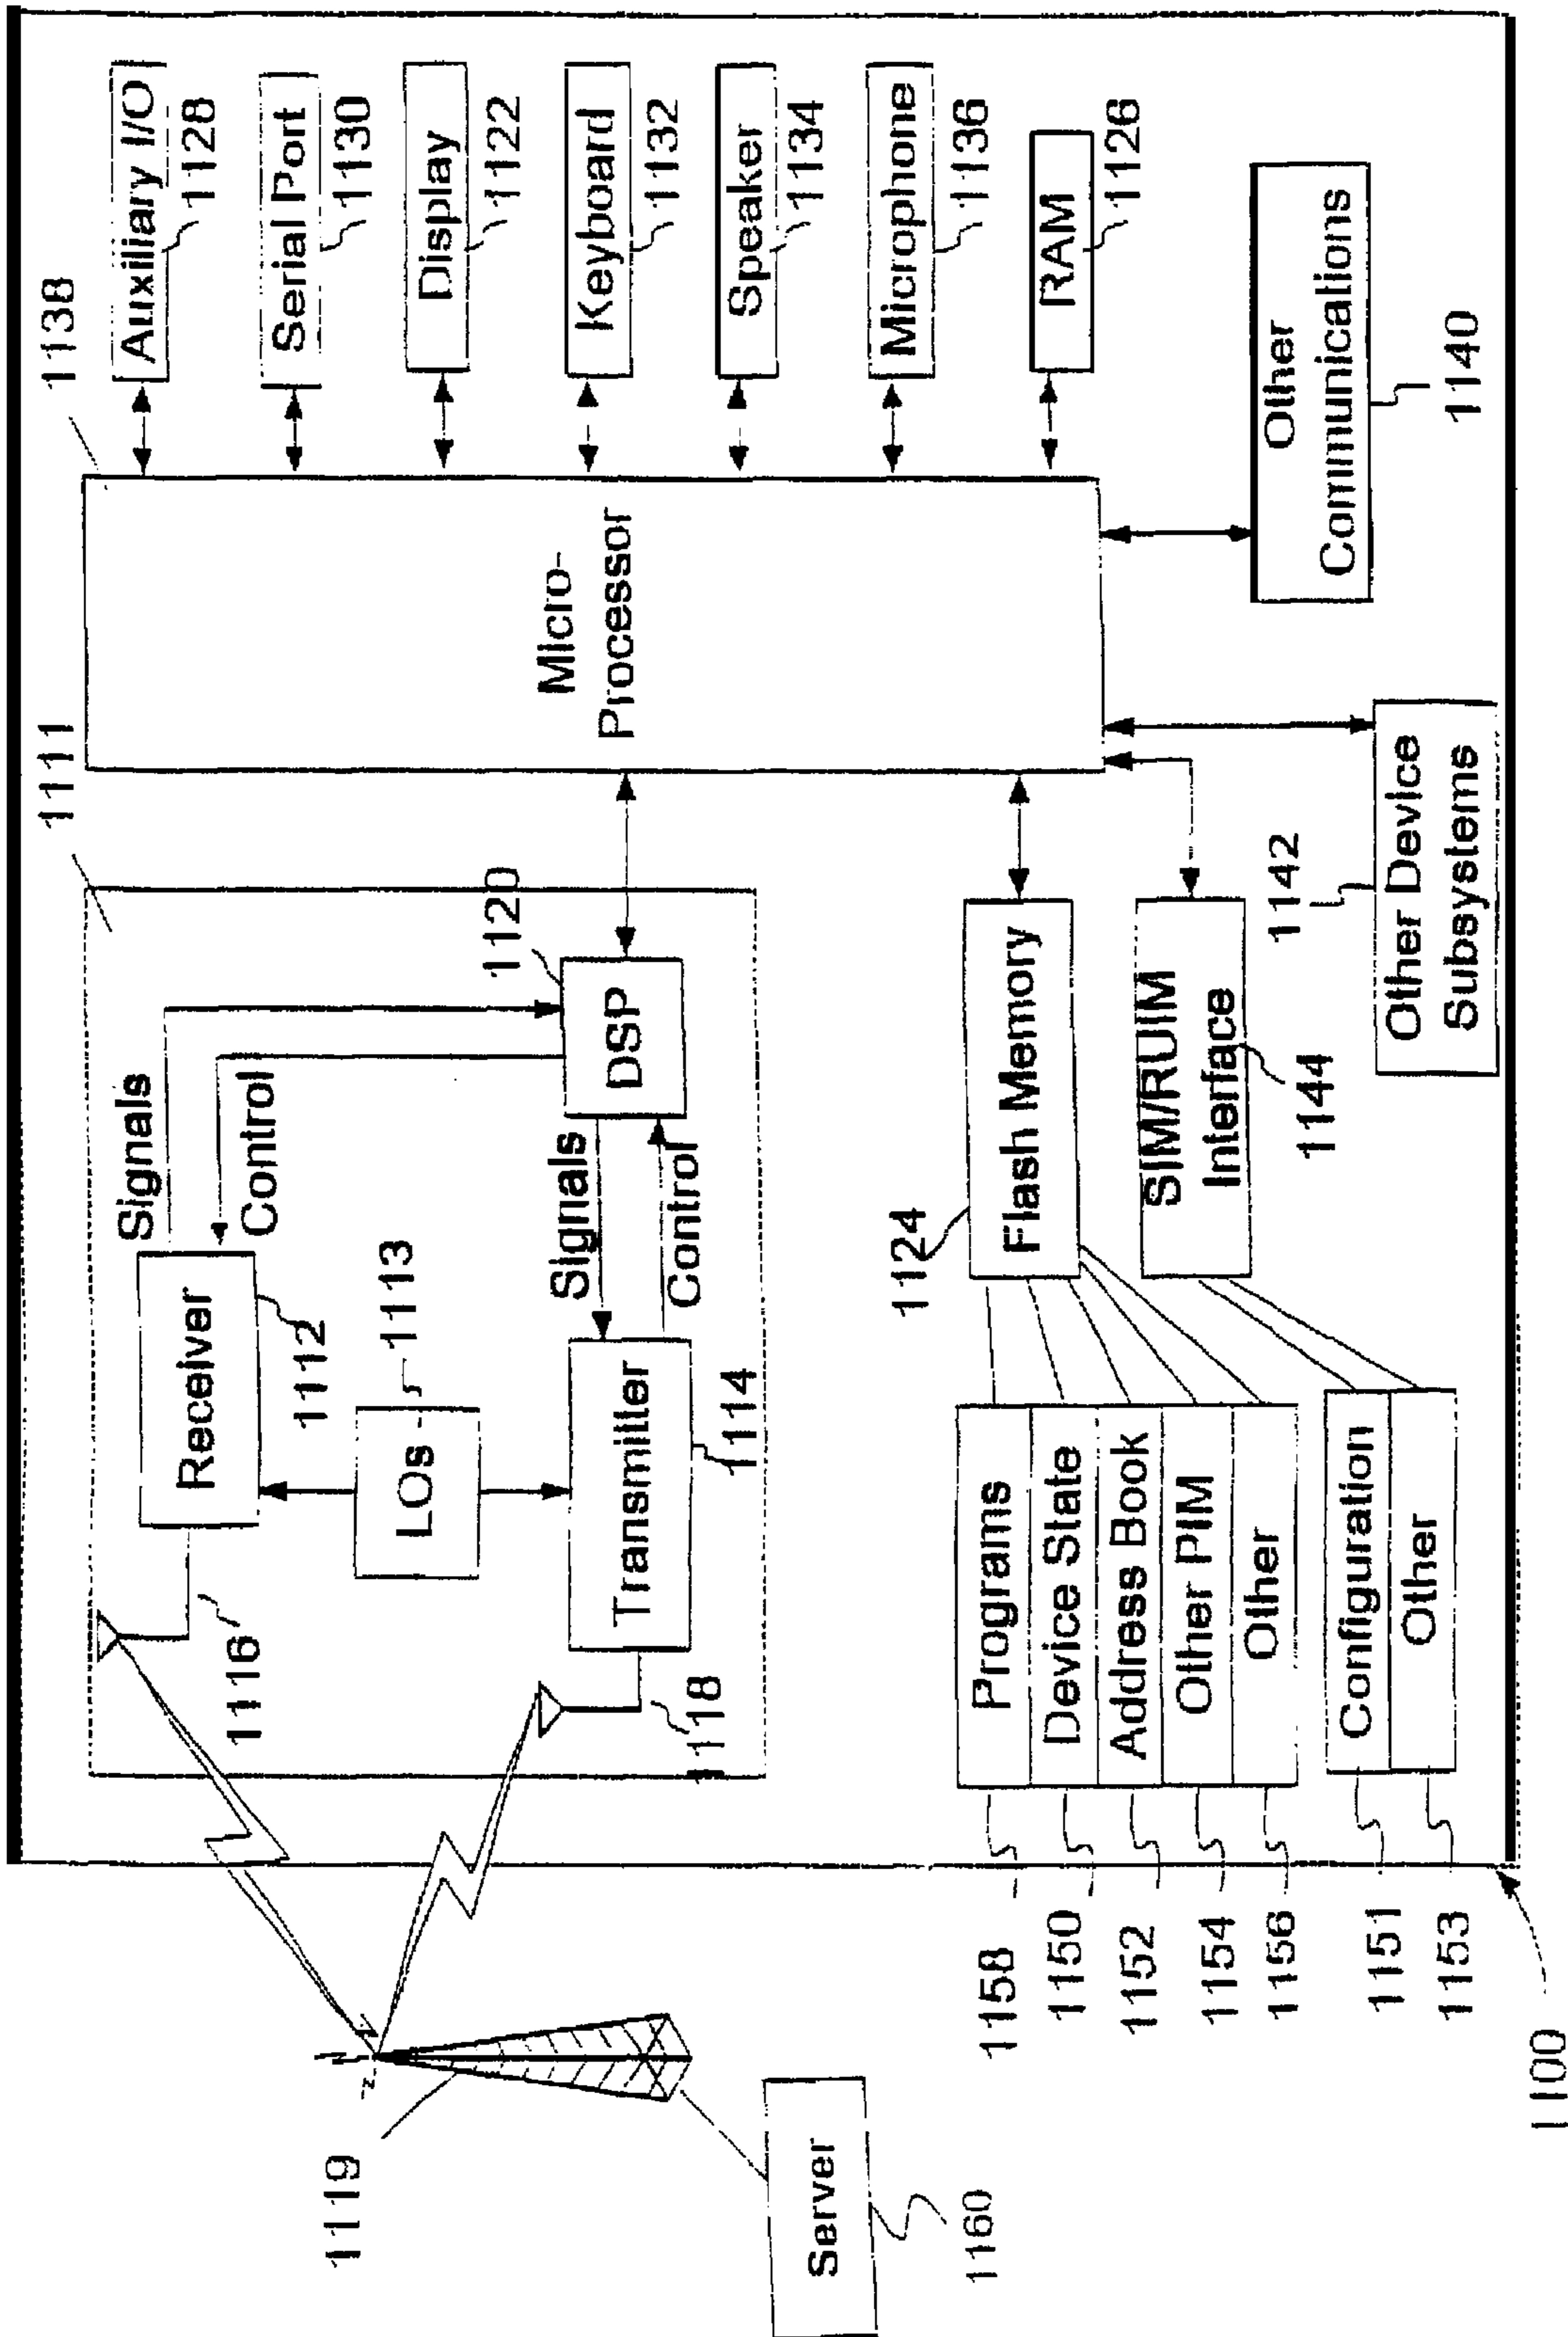 1138
Auxiliary I/O
1128
Serial Port
1130
Display
1122
Keyboard
1132
Speaker
1134
Microphone
1136
RAM
1126
Micro-
Processor
Other
Communications
1140
1111
Signals
Control
1120
DSP
Receiver
1112
LOs
1113
Signals
Control
Transmitter
1114
1116
1118
1119
Server
1160
1124
Flash Memory
SIM/RUIM
Interface
1144
1142
Other Device
Subsystems
Programs
Device State
Address Book
Other PIM
Other
Configuration
Other
1158
1150
1152
1154
1156
1151
1153
1100